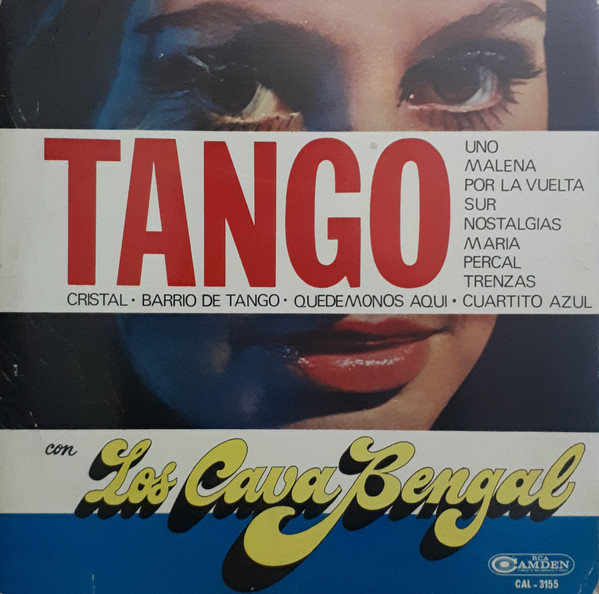 TANGO
UNO
MALENA
POR LA VUELTA
SUR
NOSTALGIAS
MARIA
PERCAL
TRENZAS
CRISTAL • BARRIO DE TANGO • QUEDEMONOS AQUI • CUARTITO AZUL
con Los Cava Bengal
RCA
CAMDEN
CAL - 3155